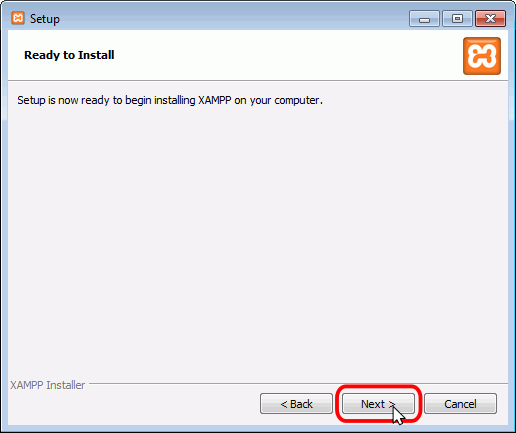 Setup
Ready to Install
Setup is now ready to begin installing XAMPP on your computer.
XAMPP Installer
< Back
Next >
Cancel